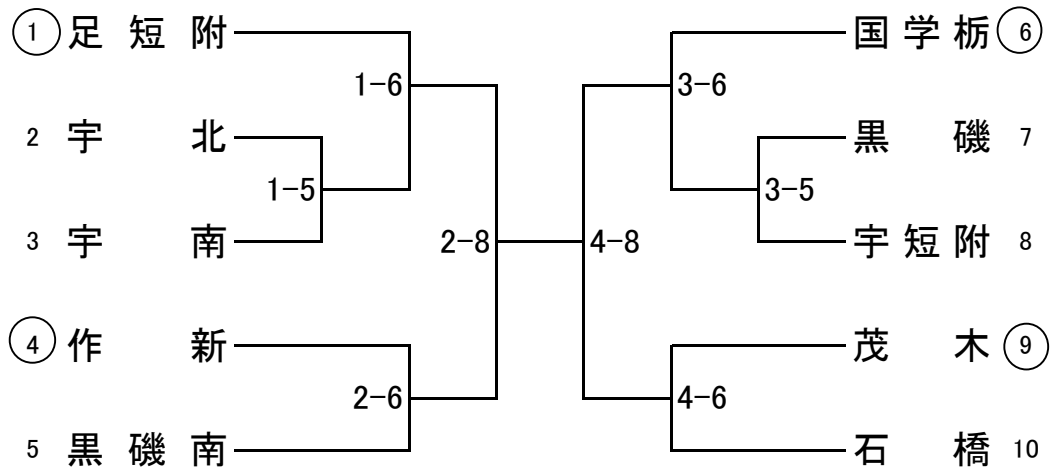 ① 足短附
1-6
2 宇北
1-5
3 宇南
2-8
④ 作新
2-6
5 黒磯南
国学栃 ⑥
3-6
黒磯 7
3-5
宇短附 8
4-8
茂木 ⑨
4-6
石橋 10